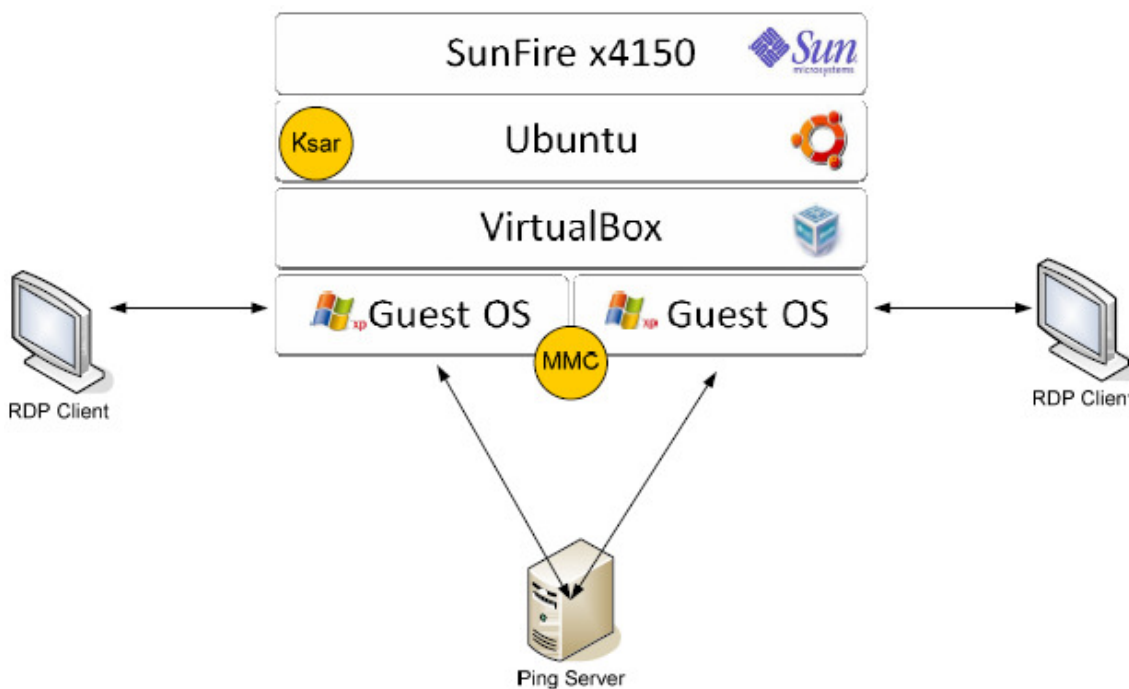 SunFire x4150
Sun
microsystems
Ksar
Ubuntu
VirtualBox
xp Guest OS
xp Guest OS
MMC
RDP Client
RDP Client
Ping Server